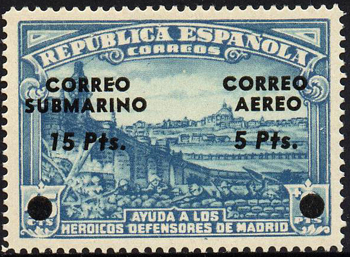 REPUBLICA ESPAÑOLA
CORREOS
CORREO SUBMARINO 15 Pts.
CORREO AEREO 5 Pts.
AYUDA A LOS
HEROICOS DEFENSORES DE MADRID